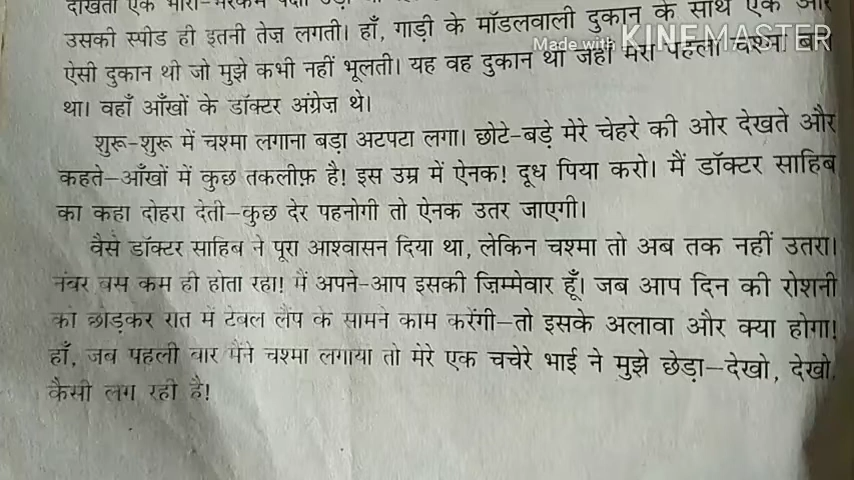 दीखता एक भारी-भरकम
उसकी स्पीड ही इतनी तेज़ लगती। हाँ, गाड़ी के मॉडलवाली दुकान के साथ एक और
Made with KINEMASTER
ऐसी दुकान थी जो मुझे कभी नहीं भूलती। यह वह दुकान थी जहाँ मेरा पहला चश्मा बना
था। वहाँ आँखों के डॉक्टर अंग्रेज़ थे।
शुरू-शुरू में चश्मा लगाना बड़ा अटपटा लगा। छोटे-बड़े मेरे चेहरे की ओर देखते और
कहते–आँखों में कुछ तकलीफ़ है! इस उम्र में ऐनक! दूध पिया करो। मैं डॉक्टर साहिब
का कहा दोहरा देती–कुछ देर पहनोगी तो ऐनक उतर जाएगी।
वैसे डॉक्टर साहिब ने पूरा आश्वासन दिया था, लेकिन चश्मा तो अब तक नहीं उतरा।
नंबर बस कम ही होता रहा! मैं अपने-आप इसकी ज़िम्मेवार हूँ। जब आप दिन की रोशनी
को छोड़कर रात में टेबल लैंप के सामने काम करेंगी–तो इसके अलावा और क्या होगा!
हाँ, जब पहली बार मैंने चश्मा लगाया तो मेरे एक चचेरे भाई ने मुझे छेड़ा–देखो, देखो,
कैसी लग रही है!